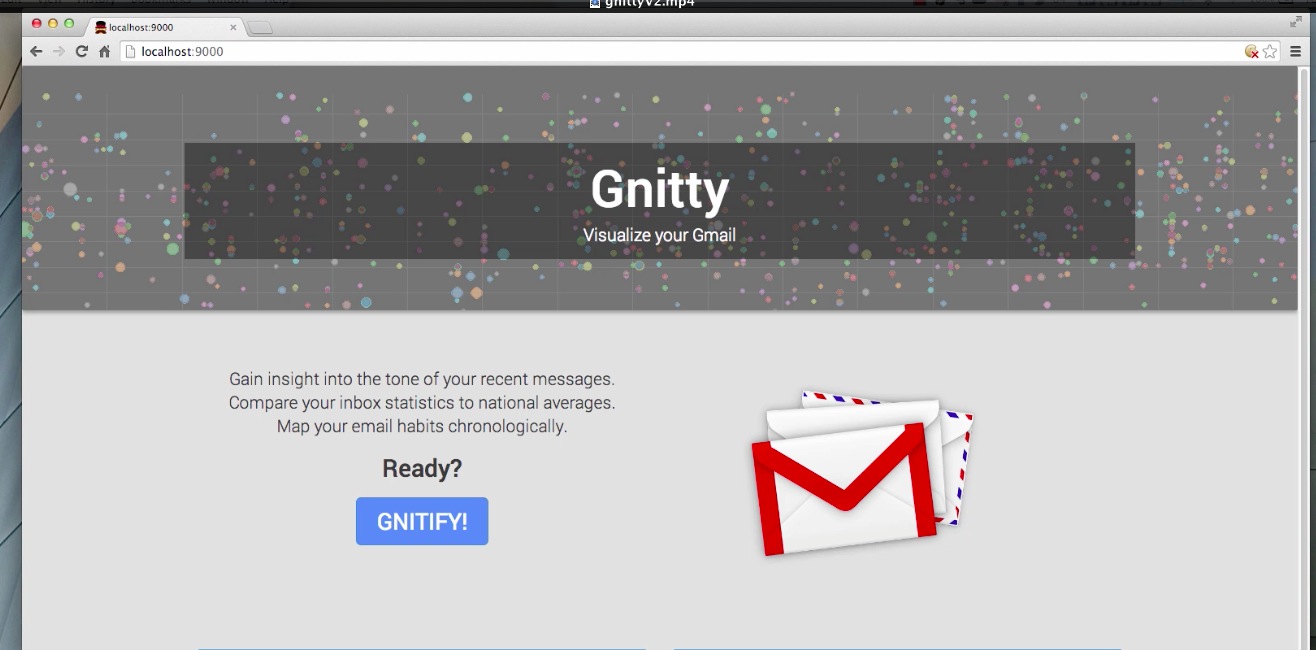 gnittyV2.mp4
localhost:9000
localhost:9000
Gnitty
Visualize your Gmail
Gain insight into the tone of your recent messages.
Compare your inbox statistics to national averages.
Map your email habits chronologically.
Ready?
GNITIFY!